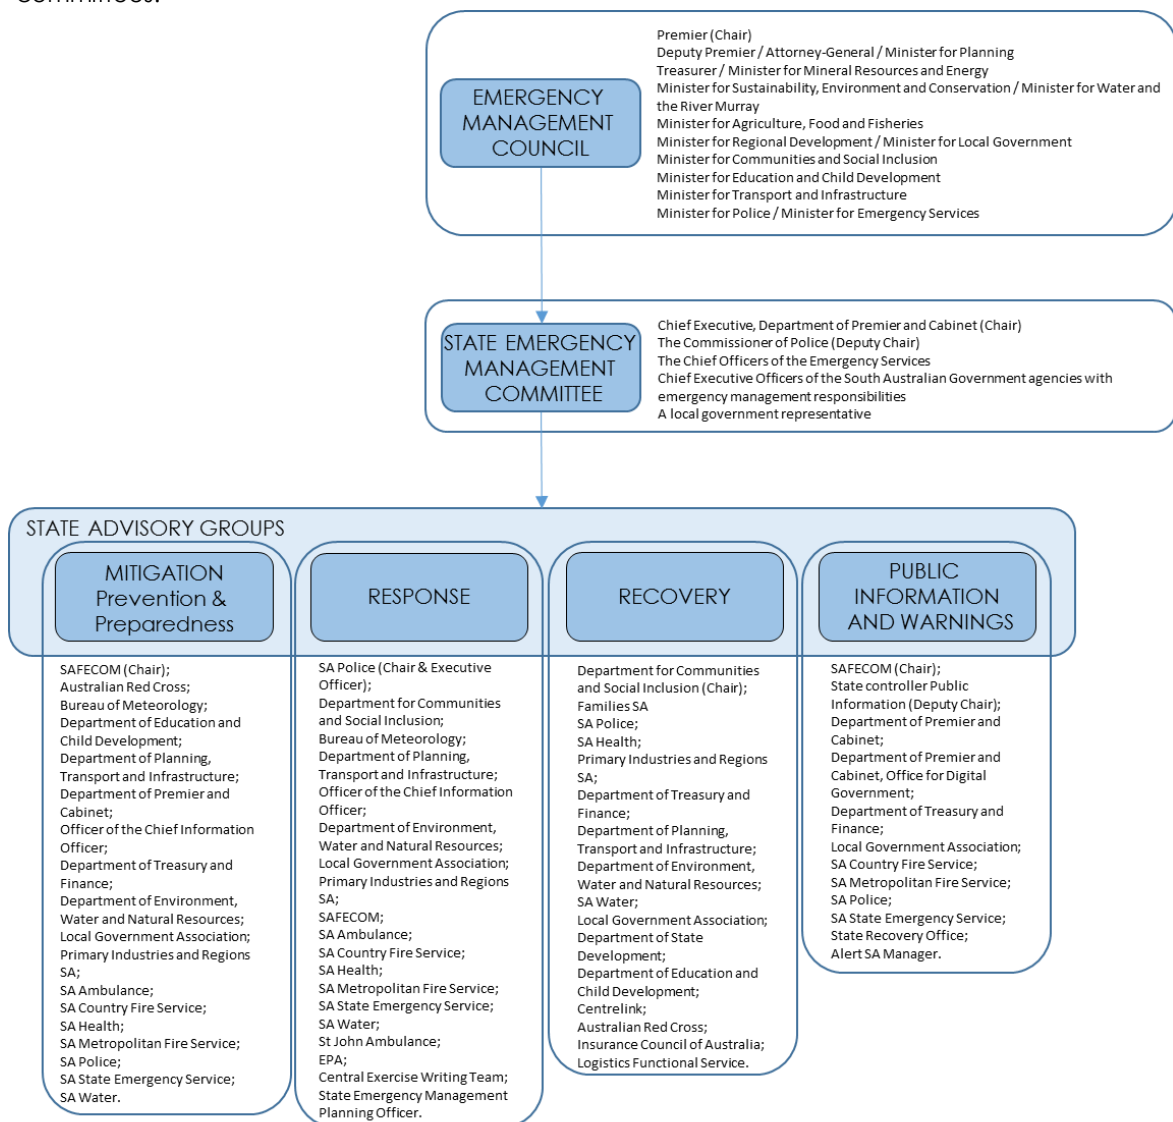 committees.
Premier (Chair)
Deputy Premier / Attorney-General / Minister for Planning
Treasurer / Minister for Mineral Resources and Energy
Minister for Sustainability, Environment and Conservation / Minister for Water and
the River Murray
Minister for Agriculture, Food and Fisheries
Minister for Regional Development / Minister for Local Government
Minister for Communities and Social Inclusion
Minister for Education and Child Development
Minister for Transport and Infrastructure
Minister for Police / Minister for Emergency Services
EMERGENCY
MANAGEMENT
COUNCIL
Chief Executive, Department of Premier and Cabinet (Chair)
The Commissioner of Police (Deputy Chair)
The Chief Officers of the Emergency Services
Chief Executive Officers of the South Australian Government agencies with
emergency management responsibilities
A local government representative
STATE EMERGENCY
MANAGEMENT
COMMITTEE
STATE ADVISORY GROUPS
MITIGATION
Prevention &
Preparedness
SAFECOM (Chair);
Australian Red Cross;
Bureau of Meteorology;
Department of Education and
Child Development;
Department of Planning,
Transport and Infrastructure;
Department of Premier and
Cabinet;
Officer of the Chief Information
Officer;
Department of Treasury and
Finance;
Department of Environment,
Water and Natural Resources;
Local Government Association;
Primary Industries and Regions
SA;
SA Ambulance;
SA Country Fire Service;
SA Health;
SA Metropolitan Fire Service;
SA Police;
SA State Emergency Service;
SA Water.
RESPONSE
SA Police (Chair & Executive
Officer);
Department for Communities
and Social Inclusion;
Bureau of Meteorology;
Department of Planning,
Transport and Infrastructure;
Officer of the Chief Information
Officer;
Department of Environment,
Water and Natural Resources;
Local Government Association;
Primary Industries and Regions
SA;
SAFECOM;
SA Ambulance;
SA Country Fire Service;
SA Health;
SA Metropolitan Fire Service;
SA State Emergency Service;
SA Water;
St John Ambulance;
EPA;
Central Exercise Writing Team;
State Emergency Management
Planning Officer.
RECOVERY
Department for Communities
and Social Inclusion (Chair);
Families SA
SA Police;
SA Health;
Primary Industries and Regions
SA;
Department of Treasury and
Finance;
Department of Planning,
Transport and Infrastructure;
Department of Environment,
Water and Natural Resources;
SA Water;
Local Government Association;
Department of State
Development;
Department of Education and
Child Development;
Centrelink;
Australian Red Cross;
Insurance Council of Australia;
Logistics Functional Service.
PUBLIC
INFORMATION
AND WARNINGS
SAFECOM (Chair);
State controller Public
Information (Deputy Chair);
Department of Premier and
Cabinet;
Department of Premier and
Cabinet, Office for Digital
Government;
Department of Treasury and
Finance;
Local Government Association;
SA Country Fire Service;
SA Metropolitan Fire Service;
SA Police;
SA State Emergency Service;
State Recovery Office;
Alert SA Manager.